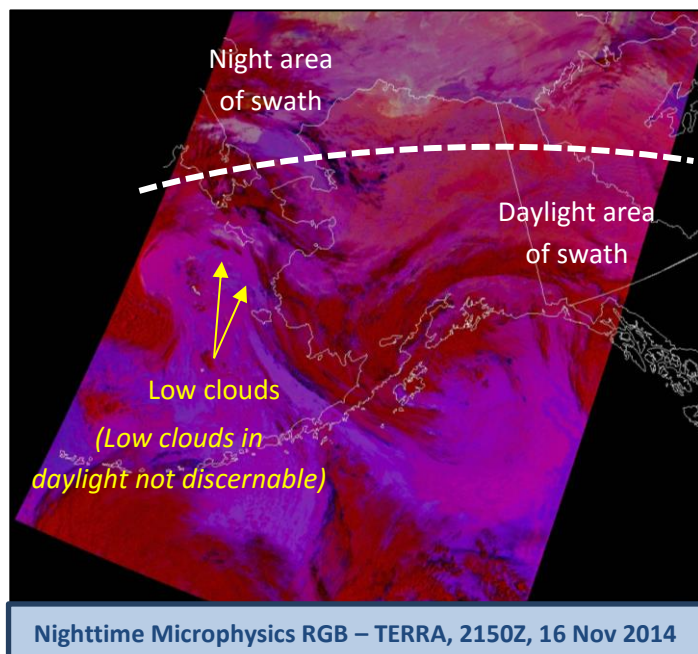 Night area
of swath
Daylight area
of swath
Low clouds
(Low clouds in
daylight not discernable)
Nighttime Microphysics RGB – TERRA, 2150Z, 16 Nov 2014